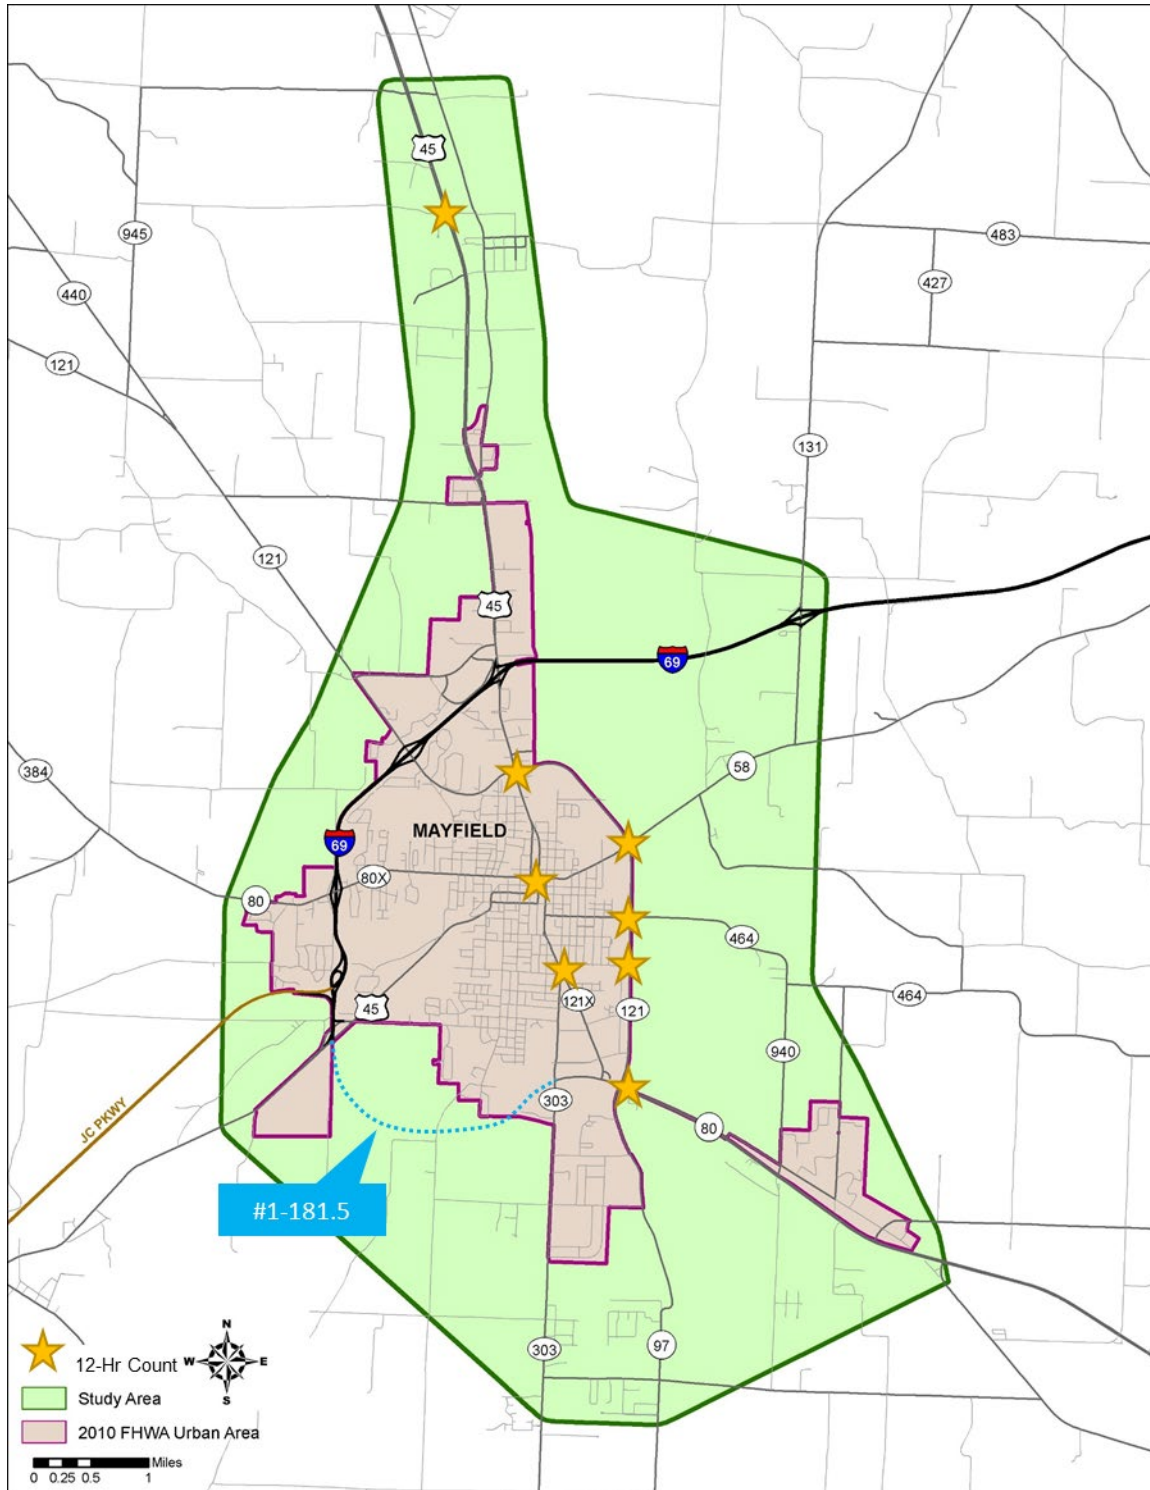 45
945
483
427
440
121
131
121
45
69
58
384
MAYFIELD
69
80X
80
464
464
45
121X
121
940
JC PKWY
303
80
#1-181.5
303
97
N
W
E
S
12-Hr Count
Study Area
2010 FHWA Urban Area
Miles
0 0.25 0.5 1